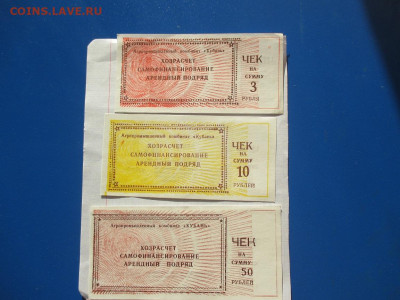 COINS.LAVE.RU
Агропромышленный комбинат «Кубань»
ХОЗРАСЧЕТ
САМОФИНАНСИРОВАНИЕ
АРЕНДНЫЙ ПОДРЯД
ЧЕК
НА
СУММУ
3
РУБЛЯ
Агропромышленный комбинат «Кубань»
ХОЗРАСЧЕТ
САМОФИНАНСИРОВАНИЕ
АРЕНДНЫЙ ПОДРЯД
ЧЕК
НА
СУММУ
10
РУБЛЕЙ
Агропромышленный комбинат «КУБАНЬ»
ХОЗРАСЧЕТ
САМОФИНАНСИРОВАНИЕ
АРЕНДНЫЙ ПОДРЯД
ЧЕК
НА
СУММУ
50
РУБЛЕЙ